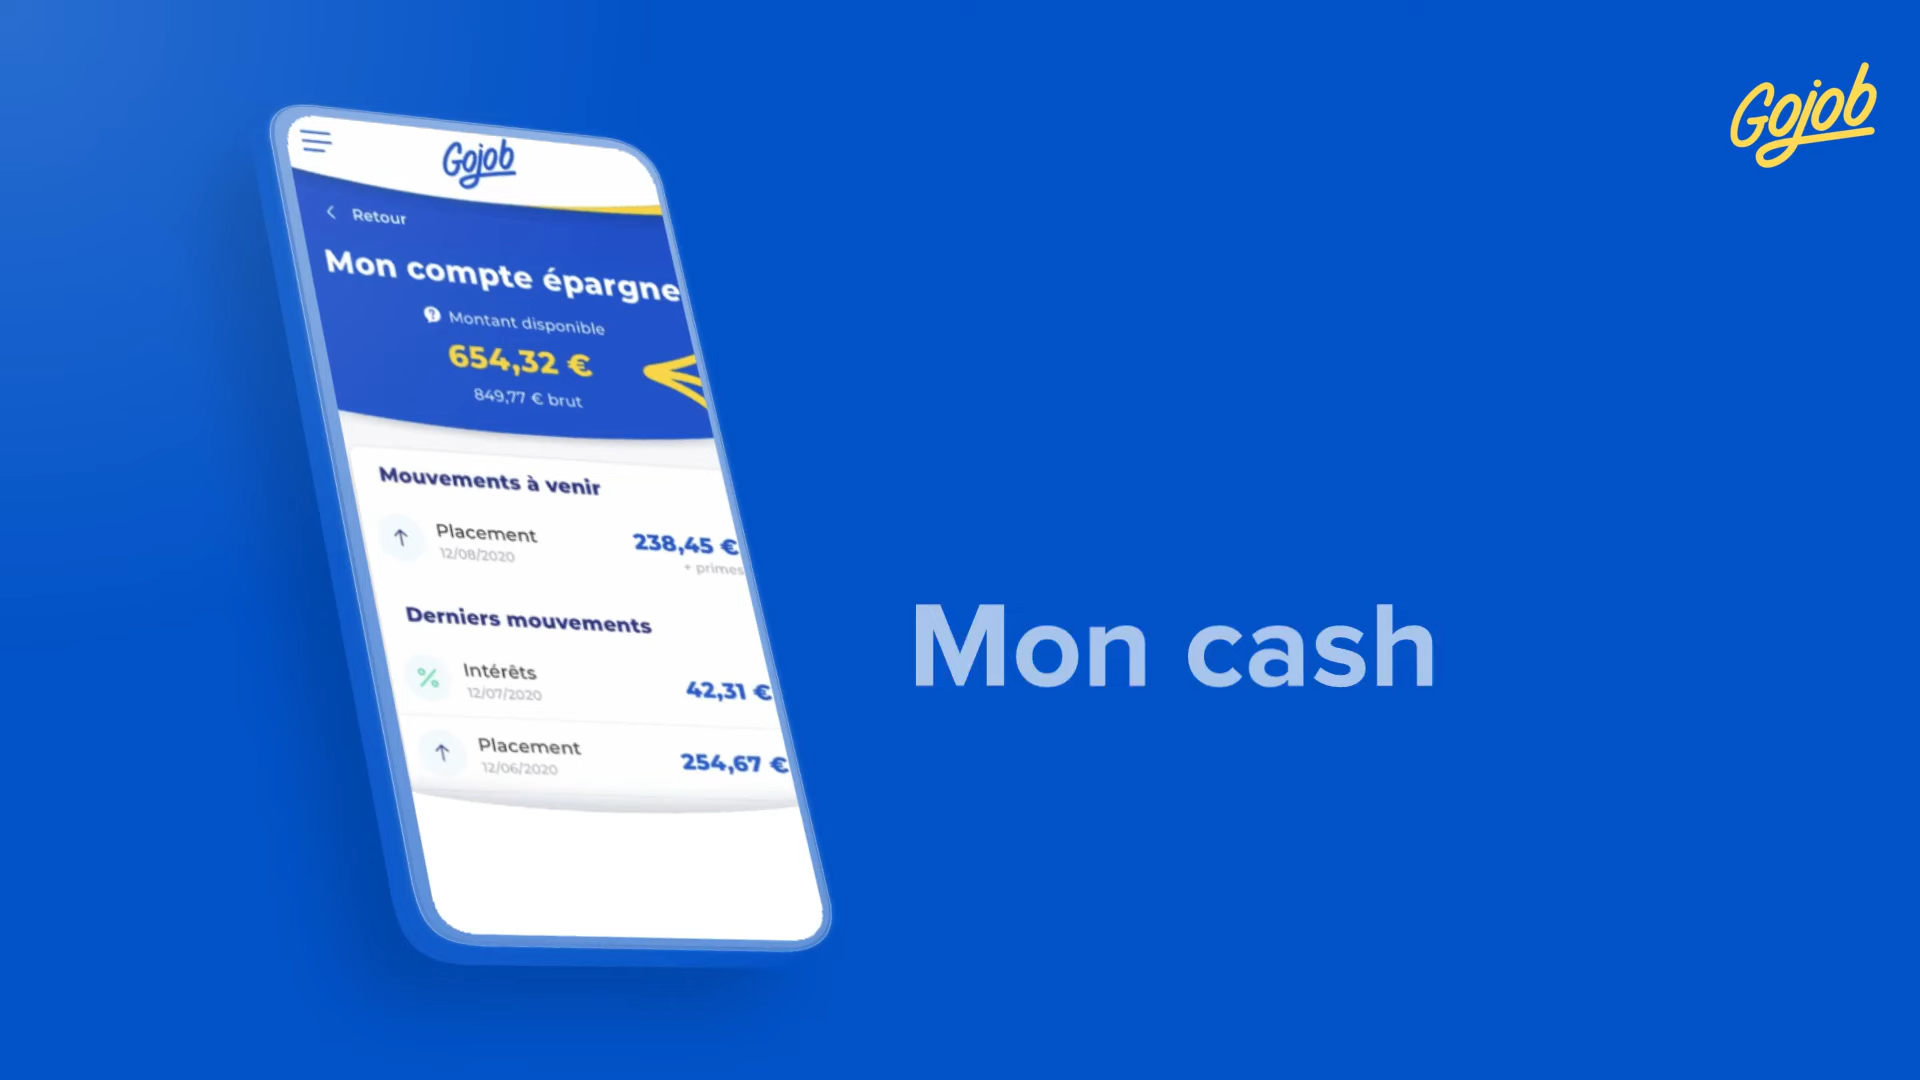 Gojob
Gojob
Retour
Mon compte épargne
Montant disponible
654,32 €
849,77 € brut
Mouvements à venir
Placement
238,45 €
12/08/2020
+ primes
Derniers mouvements
Intérêts
42,31 €
12/07/2020
Placement
254,67 €
12/06/2020
Mon cash